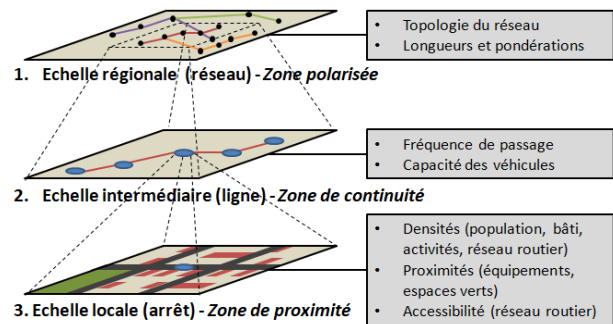 • Topologie du réseau
• Longueurs et pondérations
1. Echelle régionale (réseau) - Zone polarisée
• Fréquence de passage
• Capacité des véhicules
2. Echelle intermédiaire (ligne) - Zone de continuité
• Densités (population, bâti,
activités, réseau routier)
• Proximités (équipements,
espaces verts)
• Accessibilité (réseau routier)
3. Echelle locale (arrêt) - Zone de proximité